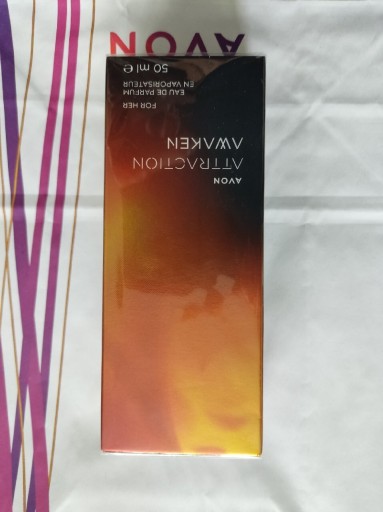 AVON
AVON
ATTRACTION
AWAKEN
FOR HER
EAU DE PARFUM
EN VAPORISATEUR
50 ml e